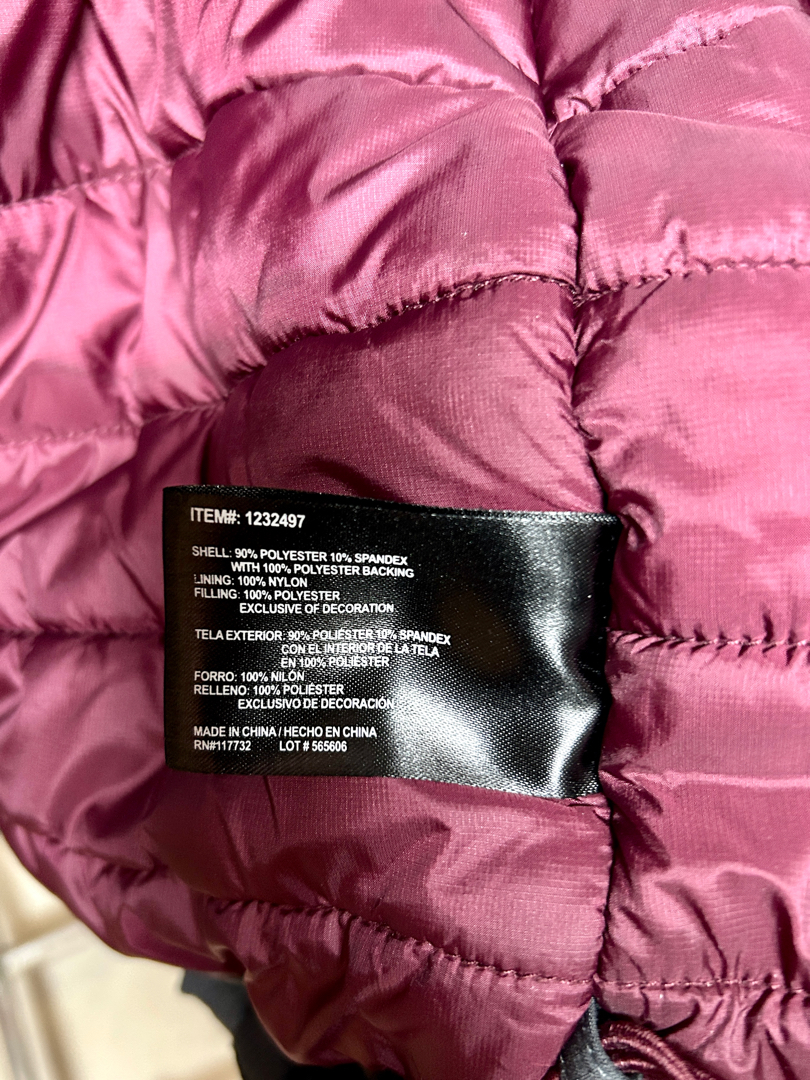 ITEM#: 1232497
SHELL: 90% POLYESTER 10% SPANDEX
WITH 100% POLYESTER BACKING
LINING: 100% NYLON
FILLING: 100% POLYESTER
EXCLUSIVE OF DECORATION
TELA EXTERIOR: 90% POLIÉSTER 10% SPANDEX
CON EL INTERIOR DE LA TELA
EN 100% POLIÉSTER
FORRO: 100% NILÓN
RELLENO: 100% POLIÉSTER
EXCLUSIVO DE DECORACIÓN
MADE IN CHINA / HECHO EN CHINA
RN#117732 LOT # 565606